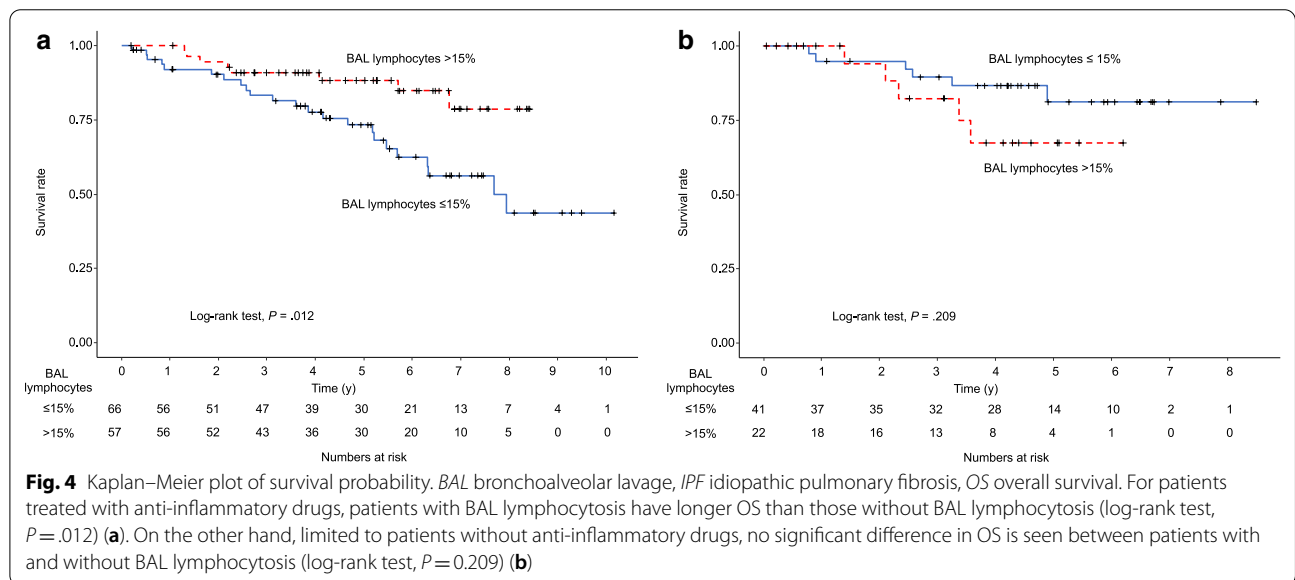 a
1.00
0.75
0.50
0.25
0.00
Survival rate
BAL lymphocytes >15%
BAL lymphocytes ≤15%
Log-rank test, P = .012
0 1 2 3 4 5 6 7 8 9 10
Time (y)
BAL
lymphocytes
≤15% 66 56 51 47 39 30 21 13 7 4 1
>15% 57 56 52 43 36 30 20 10 5 0 0
Numbers at risk
b
1.00
0.75
0.50
0.25
0.00
Survival rate
BAL lymphocytes ≤ 15%
BAL lymphocytes >15%
Log-rank test, P = .209
0 1 2 3 4 5 6 7 8
Time (y)
BAL
lymphocytes
≤15% 41 37 35 32 28 14 10 2 1
>15% 22 18 16 13 8 4 1 0 0
Numbers at risk
Fig. 4 Kaplan–Meier plot of survival probability. BAL bronchoalveolar lavage, IPF idiopathic pulmonary fibrosis, OS overall survival. For patients
treated with anti-inflammatory drugs, patients with BAL lymphocytosis have longer OS than those without BAL lymphocytosis (log-rank test,
P = .012) (a). On the other hand, limited to patients without anti-inflammatory drugs, no significant difference in OS is seen between patients with
and without BAL lymphocytosis (log-rank test, P = 0.209) (b)